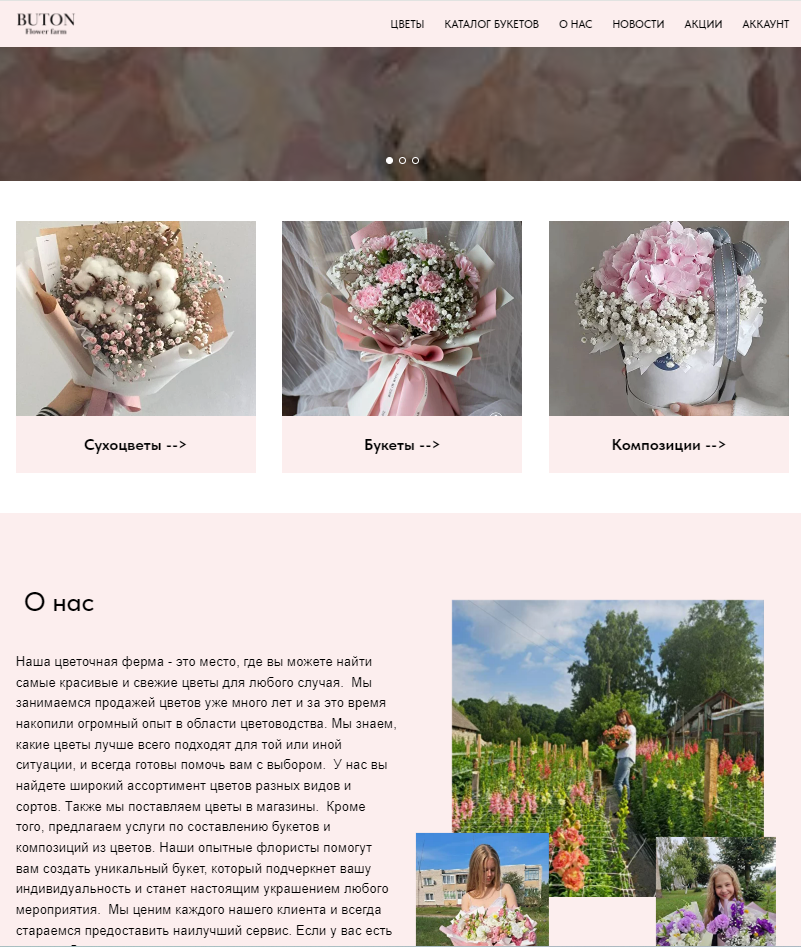 BUTON
Flower farm
ЦВЕТЫ КАТАЛОГ БУКЕТОВ О НАС НОВОСТИ АКЦИИ АККАУНТ
Сухоцветы --> Букеты --> Композиции -->
О нас
Наша цветочная ферма - это место, где вы можете найти
самые красивые и свежие цветы для любого случая.  Мы
занимаемся продажей цветов уже много лет и за это время
накопили огромный опыт в области цветоводства. Мы знаем,
какие цветы лучше всего подходят для той или иной
ситуации, и всегда готовы помочь вам с выбором.  У нас вы
найдете широкий ассортимент цветов разных видов и
сортов. Также мы поставляем цветы в магазины.  Кроме
того, предлагаем услуги по составлению букетов и
композиций из цветов. Наши опытные флористы помогут
вам создать уникальный букет, который подчеркнет вашу
индивидуальность и станет настоящим украшением любого
мероприятия.  Мы ценим каждого нашего клиента и всегда
стараемся предоставить наилучший сервис. Если у вас есть